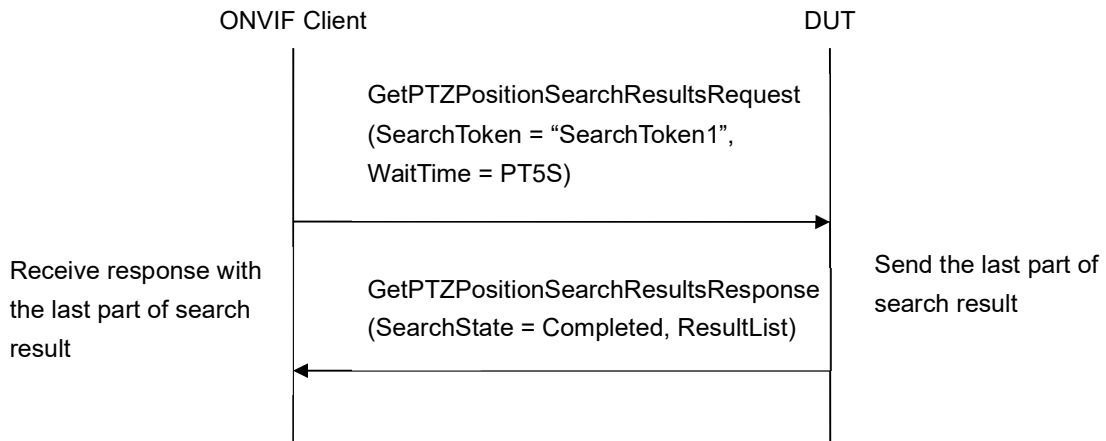 ONVIF Client
DUT
GetPTZPositionSearchResultsRequest
(SearchToken = “SearchToken1”,
WaitTime = PT5S)
Receive response with
the last part of search
result
GetPTZPositionSearchResultsResponse
(SearchState = Completed, ResultList)
Send the last part of
search result